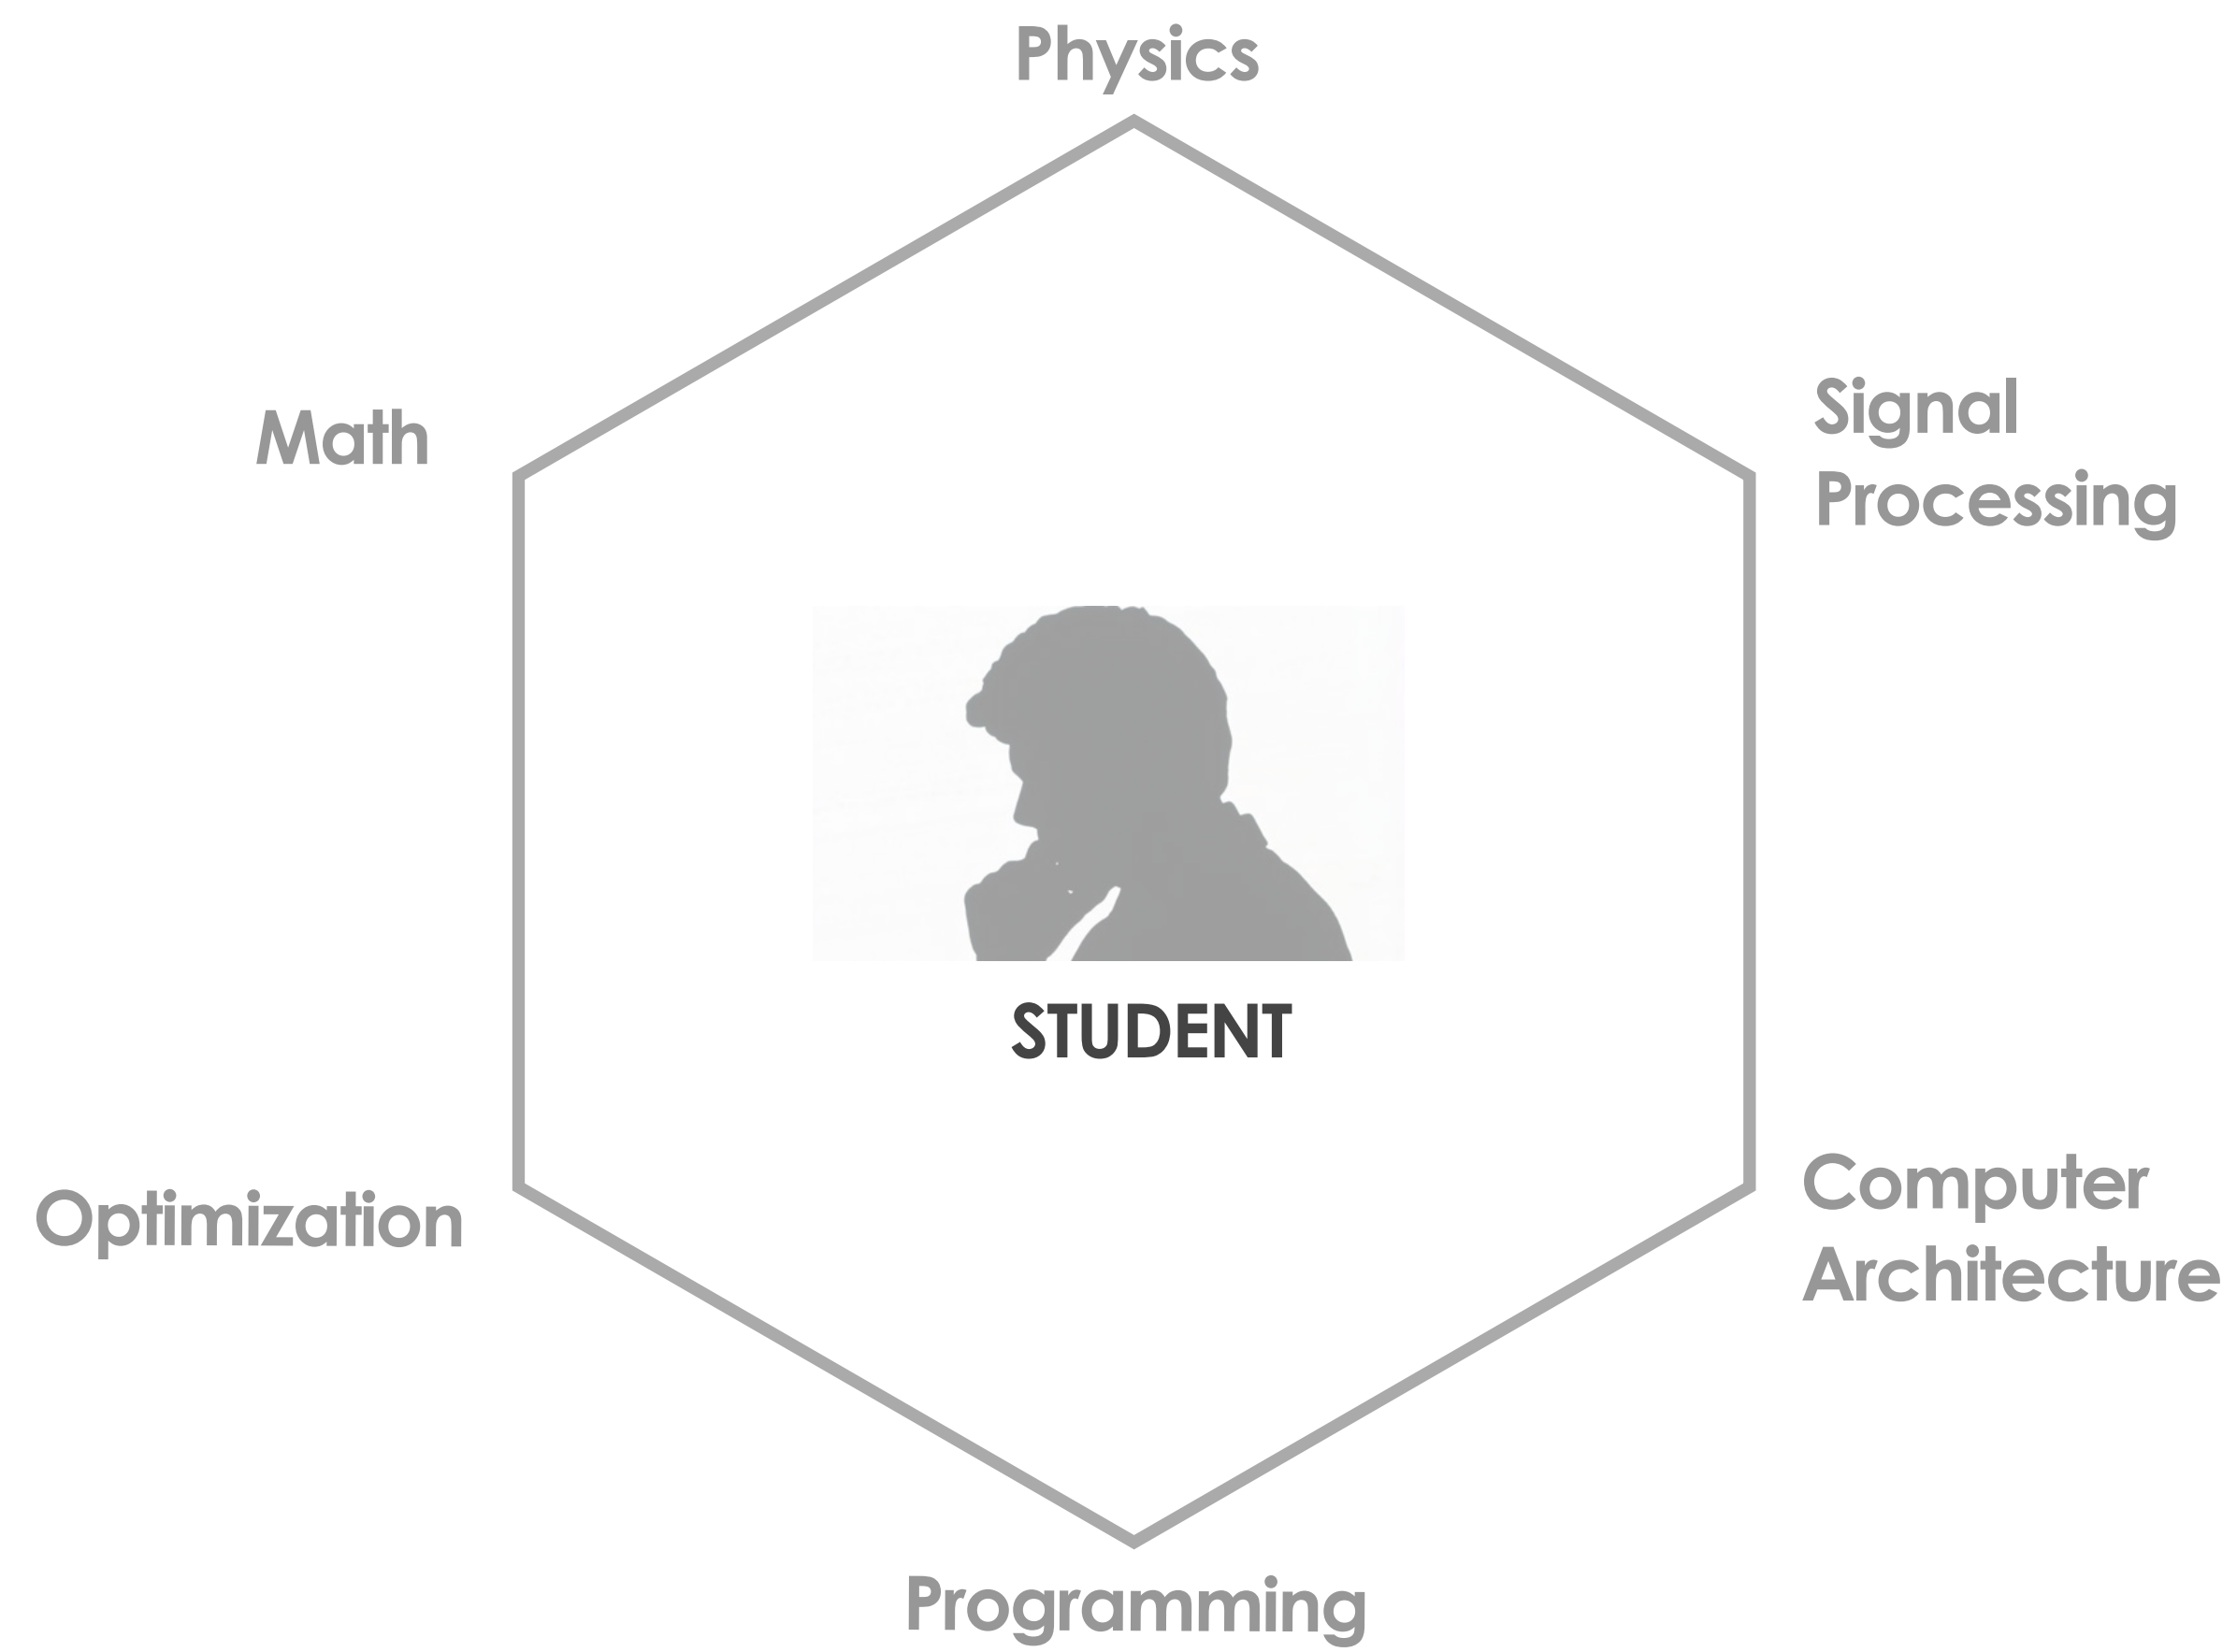 Physics
Math
Signal
Processing
STUDENT
Optimization
Computer
Architecture
Programming